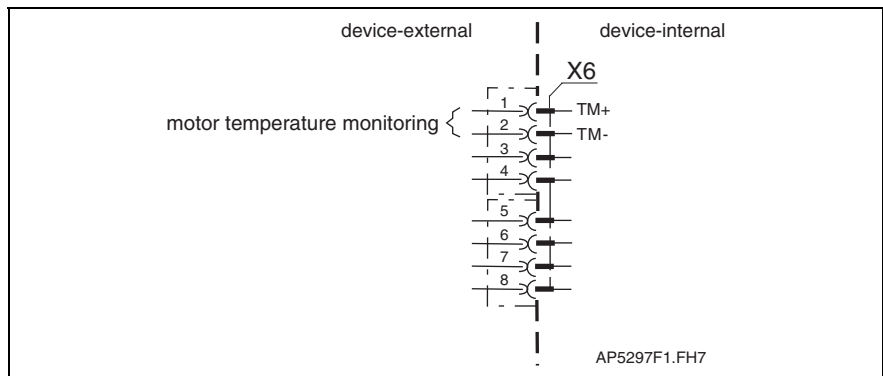 device-external device-internal
X6
1 TM+
motor temperature monitoring
2 TM-
3
4
5
6
7
8
AP5297F1.FH7